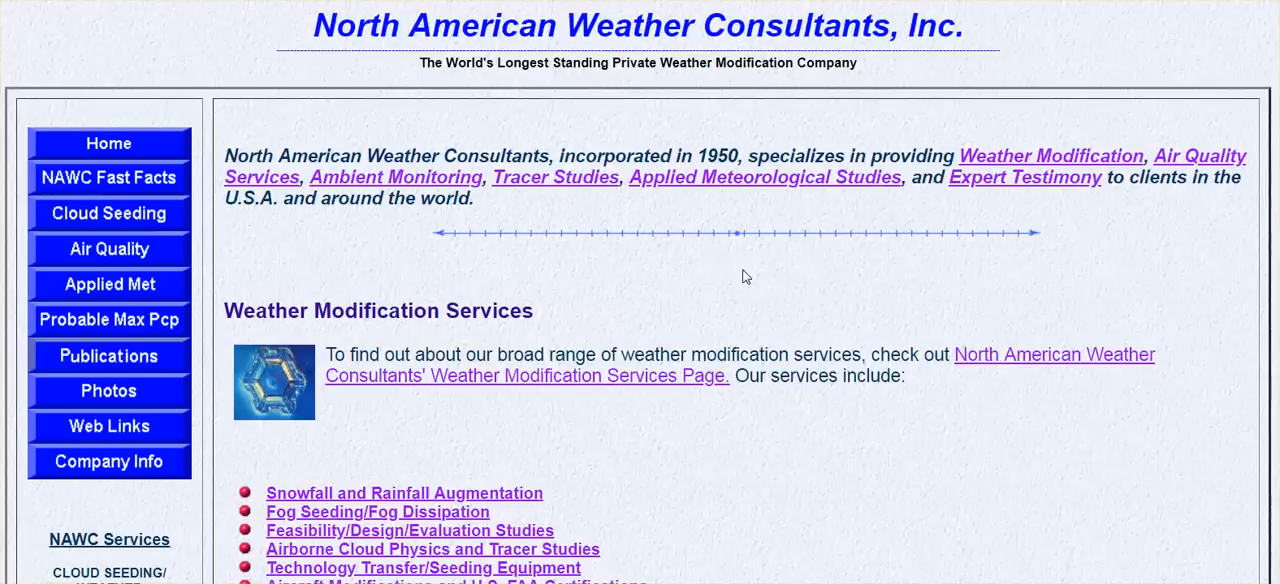 North American Weather Consultants, Inc.
The World's Longest Standing Private Weather Modification Company
Home
NAWC Fast Facts
Cloud Seeding
Air Quality
Applied Met
Probable Max Pcp
Publications
Photos
Web Links
Company Info
NAWC Services
CLOUD SEEDING/
WEATHER
North American Weather Consultants, incorporated in 1950, specializes in providing Weather Modification, Air Quality
Services, Ambient Monitoring, Tracer Studies, Applied Meteorological Studies, and Expert Testimony to clients in the
U.S.A. and around the world.
Weather Modification Services
To find out about our broad range of weather modification services, check out North American Weather
Consultants' Weather Modification Services Page. Our services include:
Snowfall and Rainfall Augmentation
Fog Seeding/Fog Dissipation
Feasibility/Design/Evaluation Studies
Airborne Cloud Physics and Tracer Studies
Technology Transfer/Seeding Equipment
Aircraft Modifications and U.S. FAA Certifications